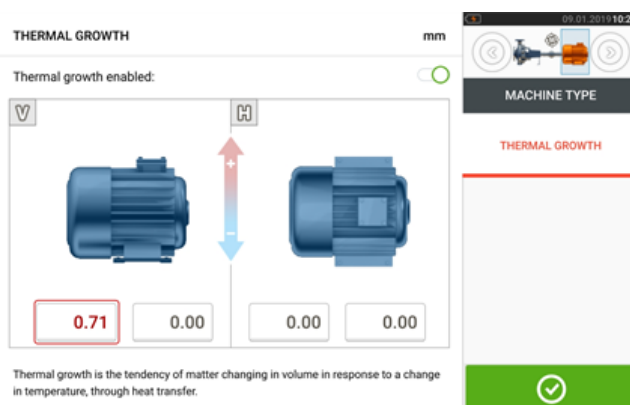 THERMAL GROWTH mm
Thermal growth enabled:
V H
+
-
0.71 0.00 0.00 0.00
Thermal growth is the tendency of matter changing in volume in response to a change
in temperature, through heat transfer.
09.01.2019 10:2
MACHINE TYPE
THERMAL GROWTH